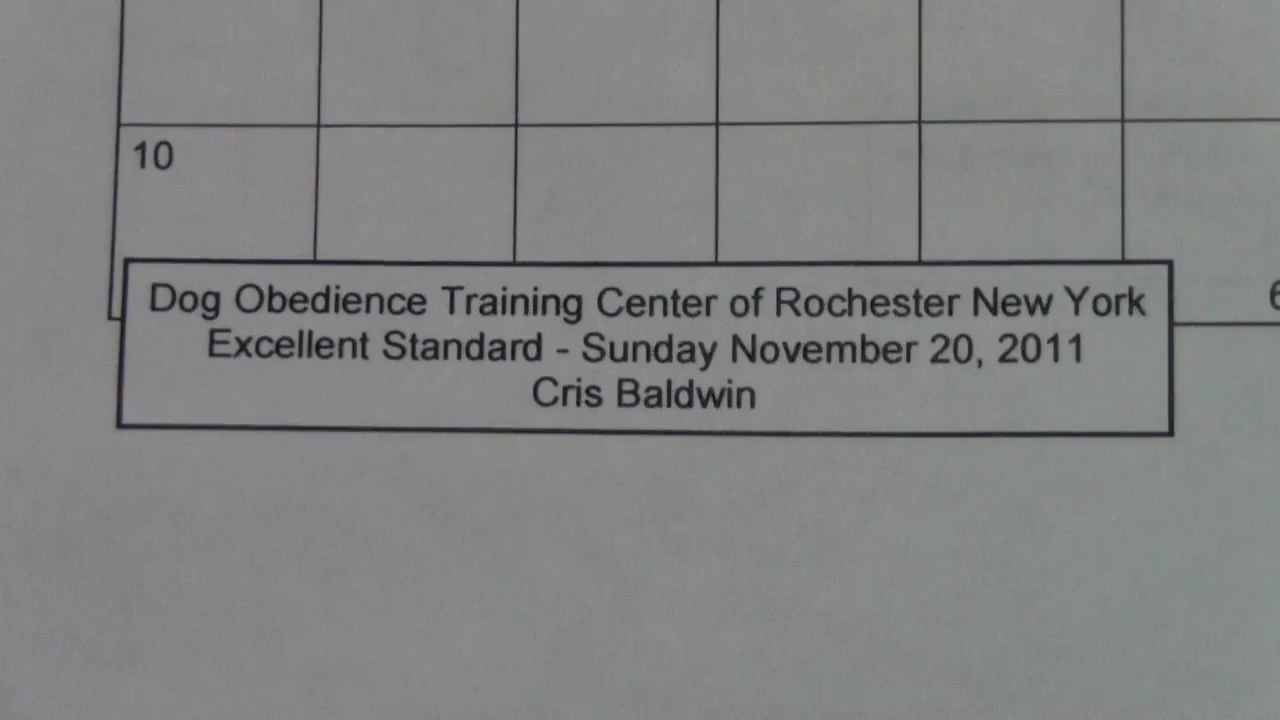 10
Dog Obedience Training Center of Rochester New York
Excellent Standard - Sunday November 20, 2011
Cris Baldwin